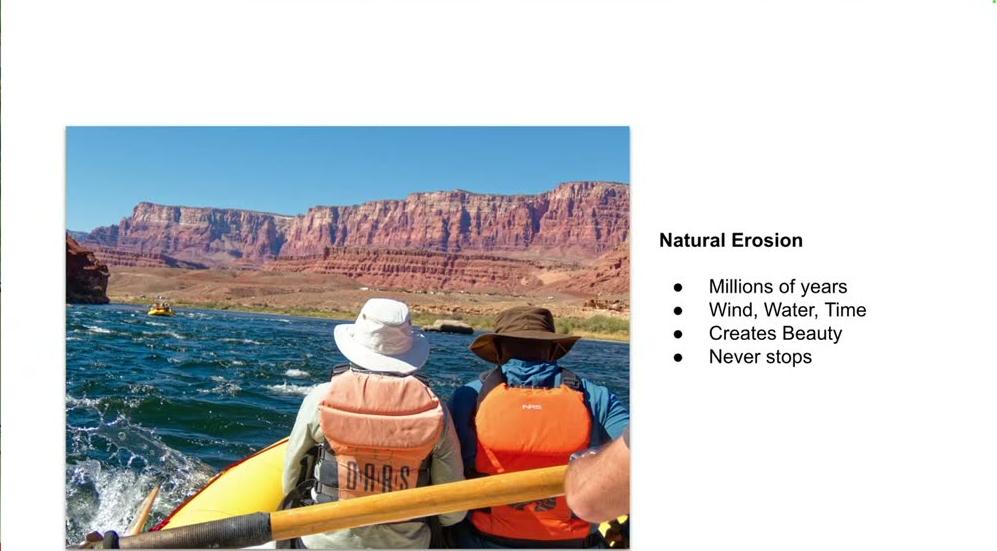 Natural Erosion
● Millions of years
● Wind, Water, Time
● Creates Beauty
● Never stops
NRS
OARS